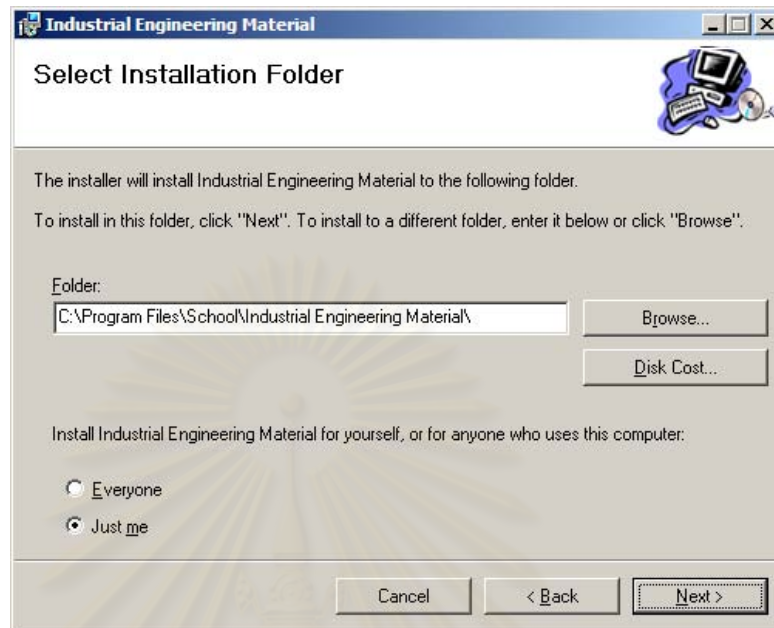 Industrial Engineering Material
Select Installation Folder
The installer will install Industrial Engineering Material to the following folder.
To install in this folder, click "Next". To install to a different folder, enter it below or click "Browse".
Folder:
C:\Program Files\School\Industrial Engineering Material\
Browse...
Disk Cost...
Install Industrial Engineering Material for yourself, or for anyone who uses this computer:
Everyone
Just me
Cancel
< Back
Next >